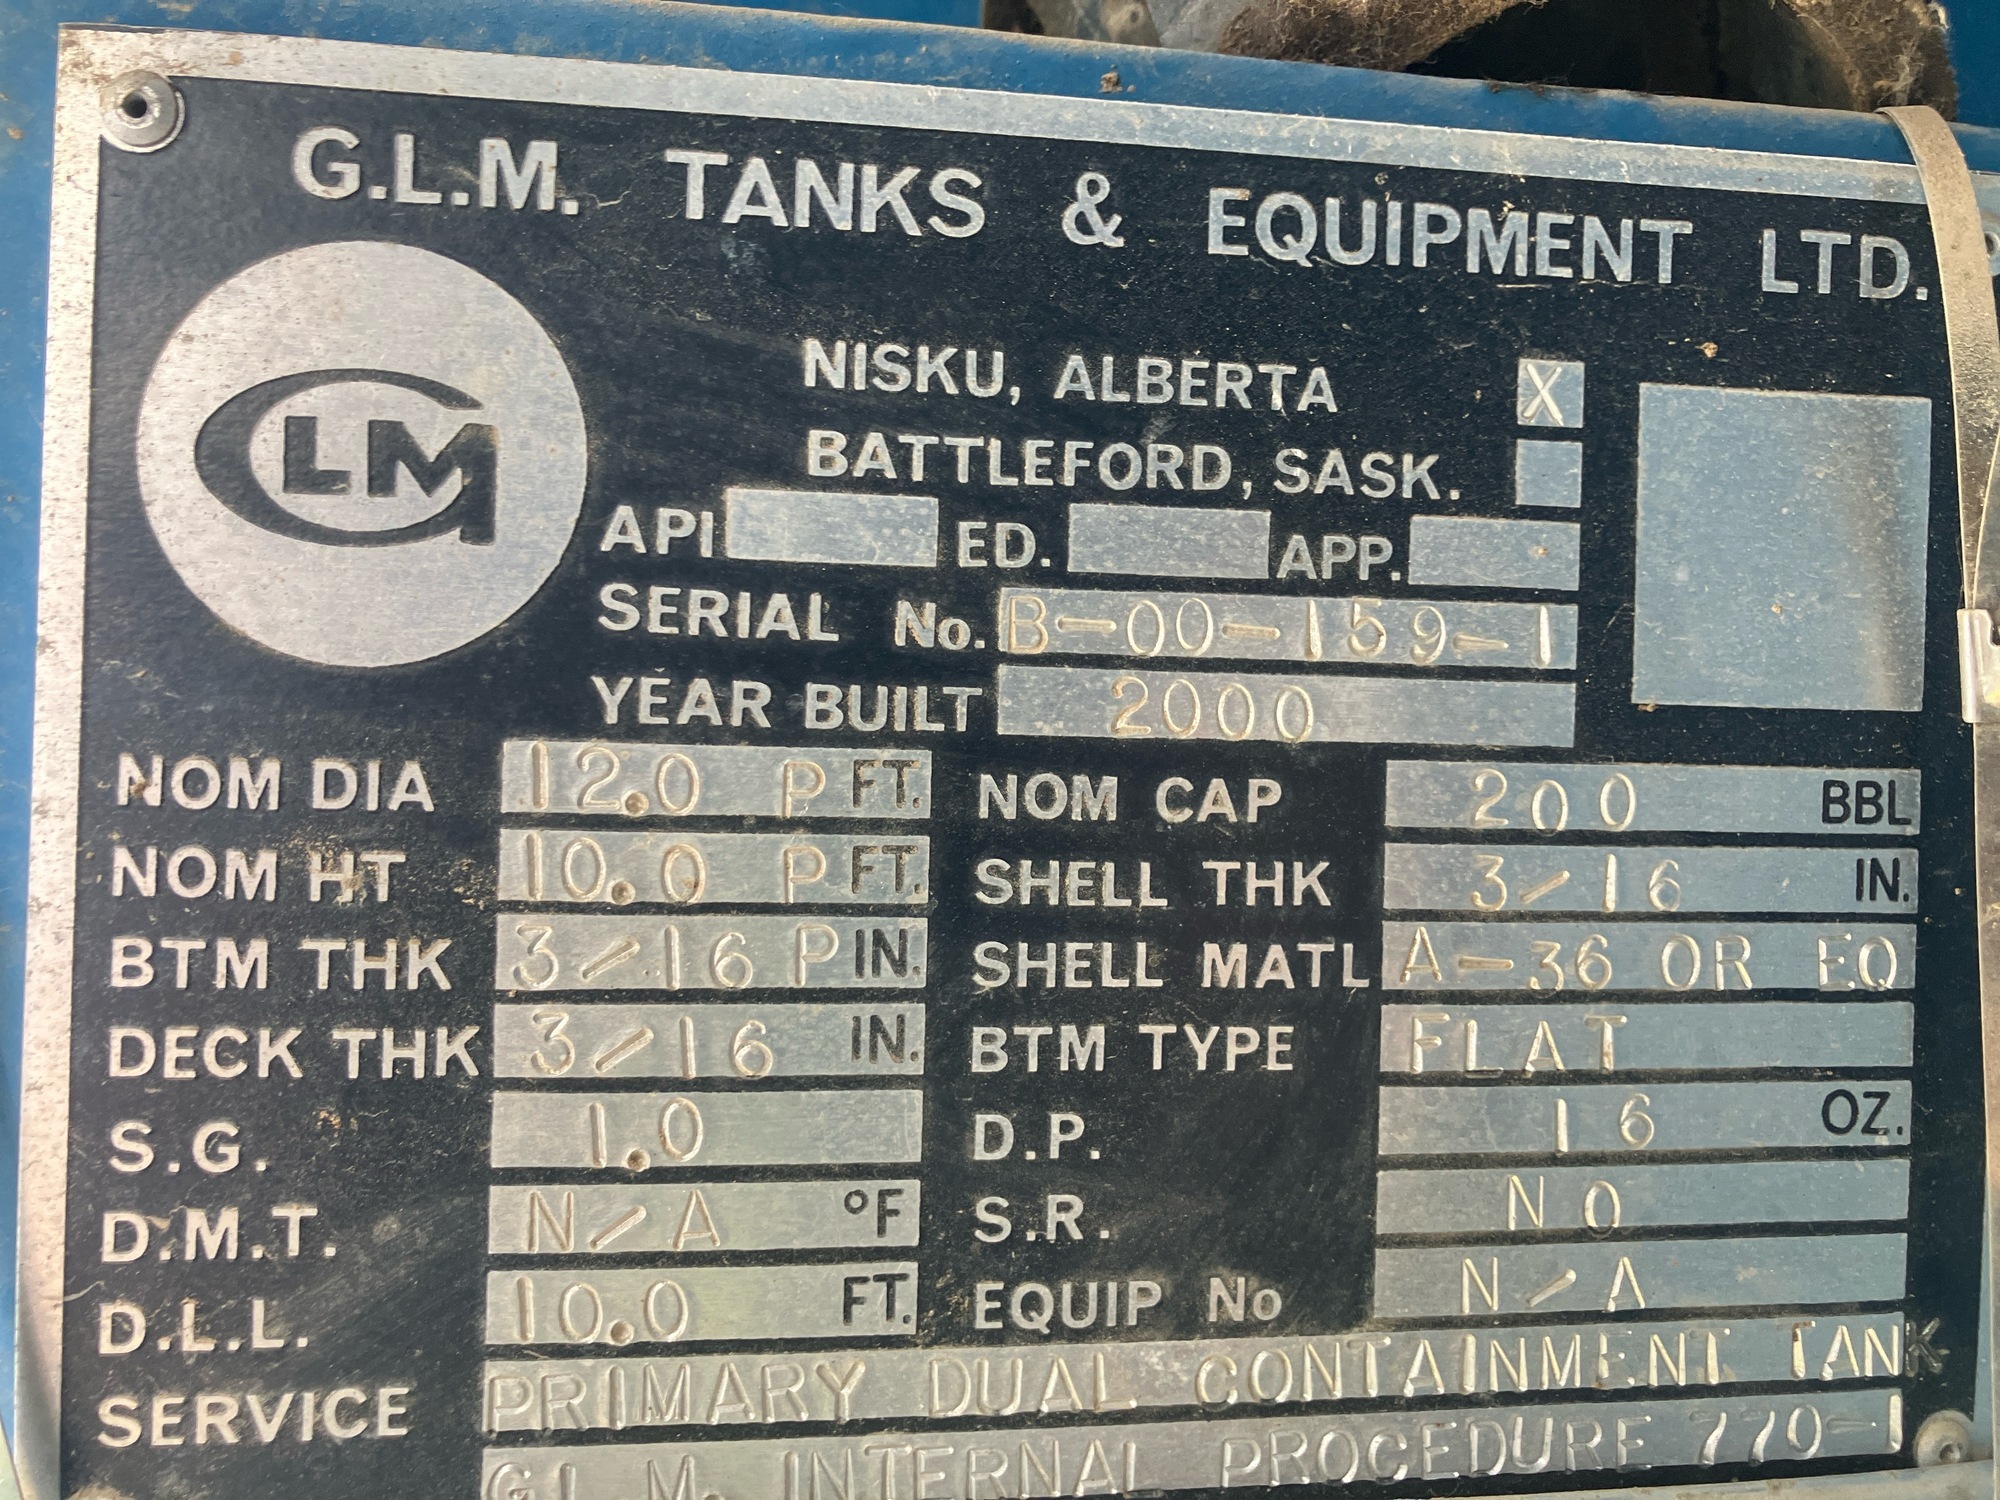 G.L.M. TANKS & EQUIPMENT LTD.
GLM
NISKU, ALBERTA X
BATTLEFORD, SASK.
API ED. APP.
SERIAL No. B-00-159-1
YEAR BUILT 2000
NOM DIA 12.0 P FT. NOM CAP 200 BBL
NOM HT 10.0 P FT. SHELL THK 3/16 IN.
BTM THK 3/16 P IN. SHELL MATL A-36 OR EQ
DECK THK 3/16 IN. BTM TYPE FLAT
S.G. 1.0 D.P. 16 OZ.
D.M.T. N/A °F S.R. NO
D.L.L. 10.0 FT. EQUIP No N/A
SERVICE PRIMARY DUAL CONTAINMENT TANK
G.L.M. INTERNAL PROCEDURE 770-1